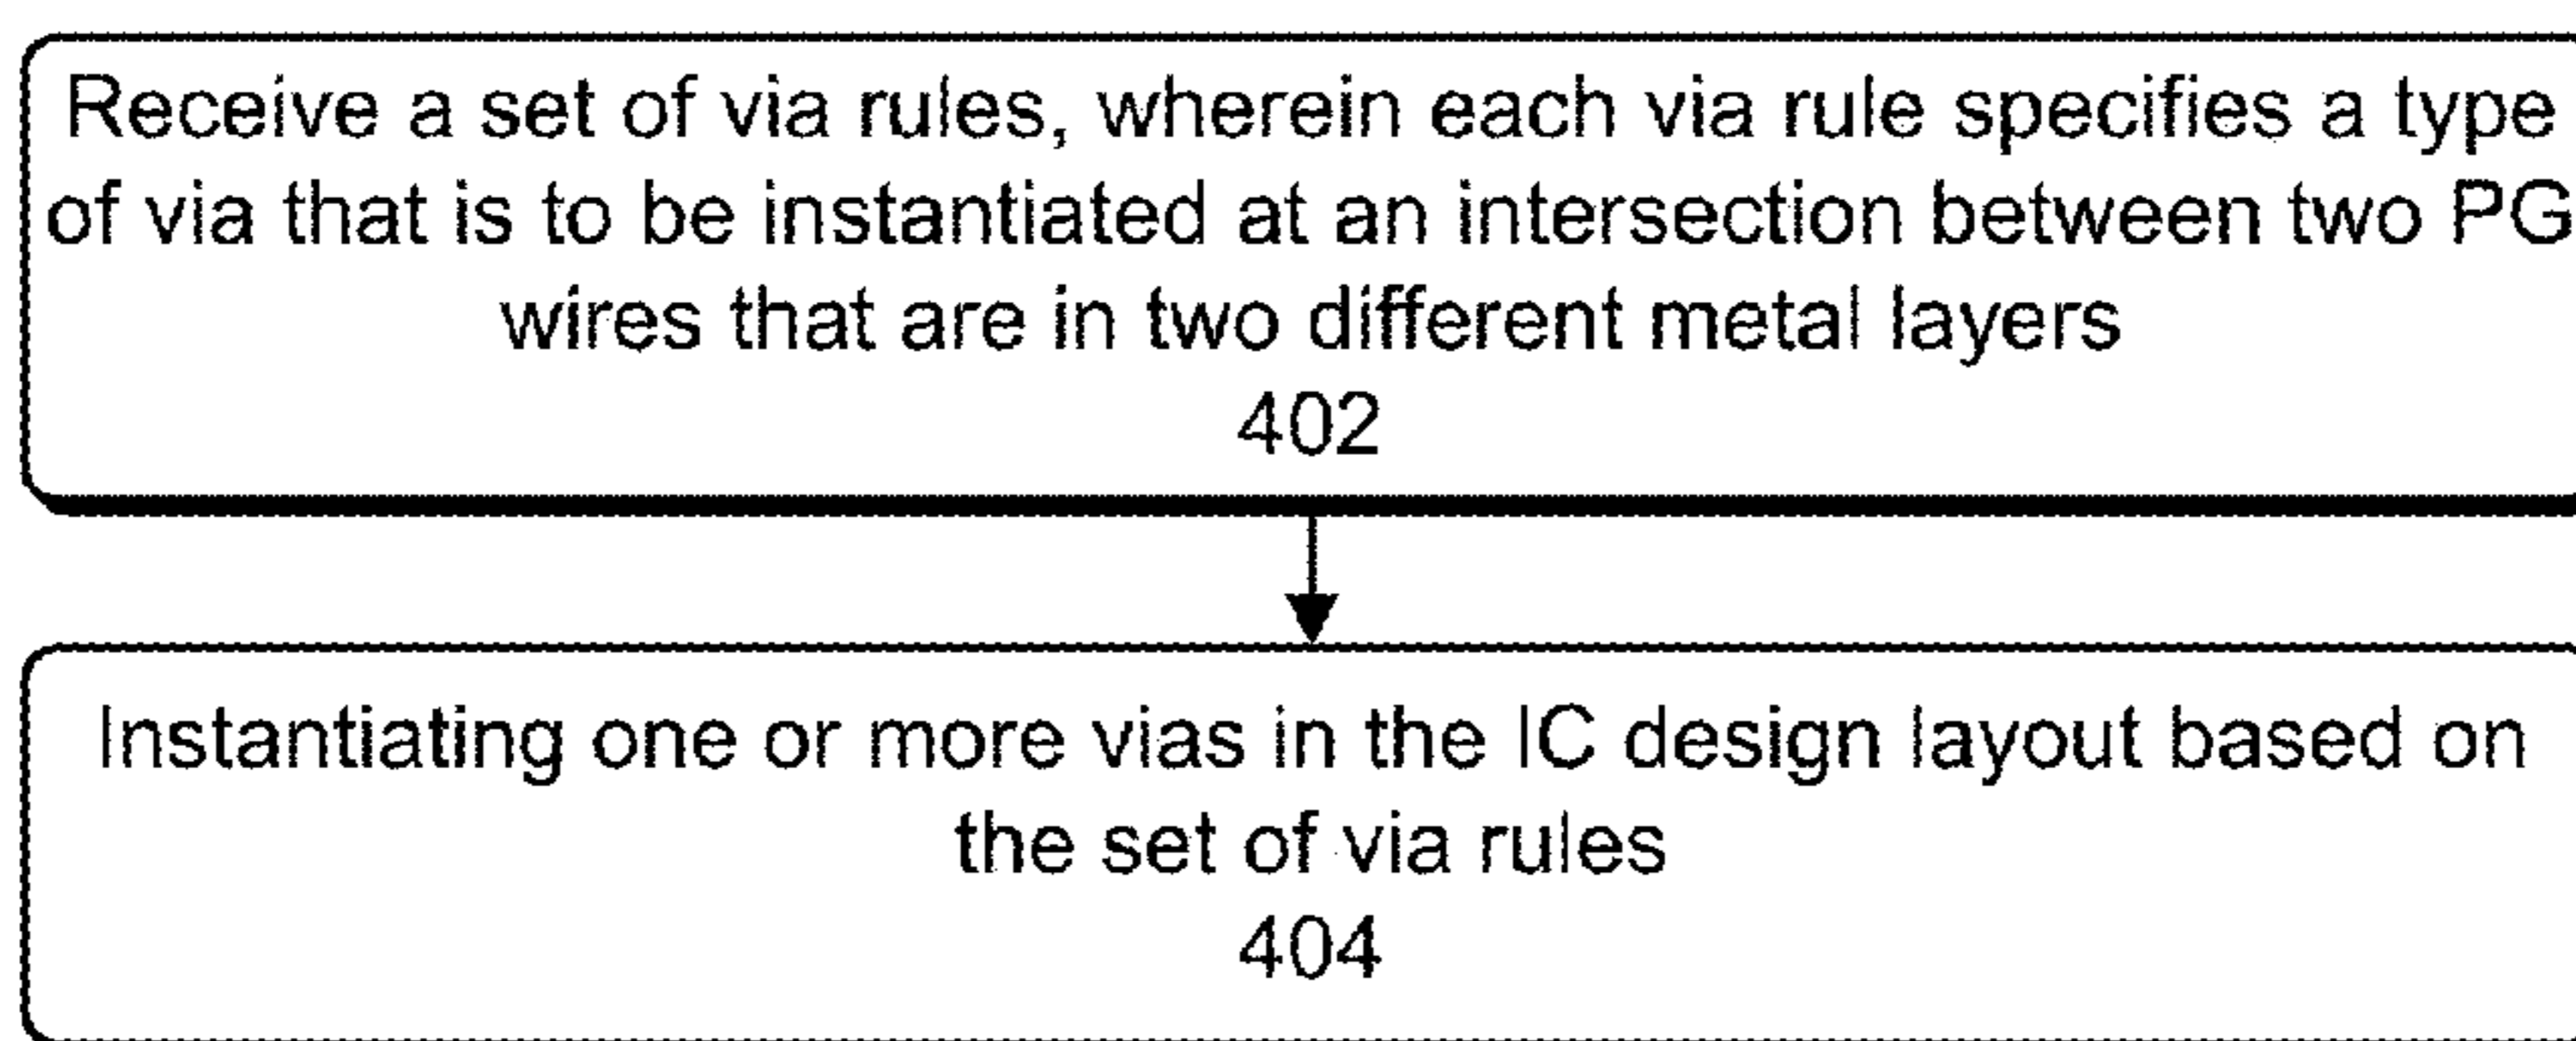 Receive a set of via rules, wherein each via rule specifies a type
of via that is to be instantiated at an intersection between two PG
wires that are in two different metal layers
402
Instantiating one or more vias in the IC design layout based on
the set of via rules
404